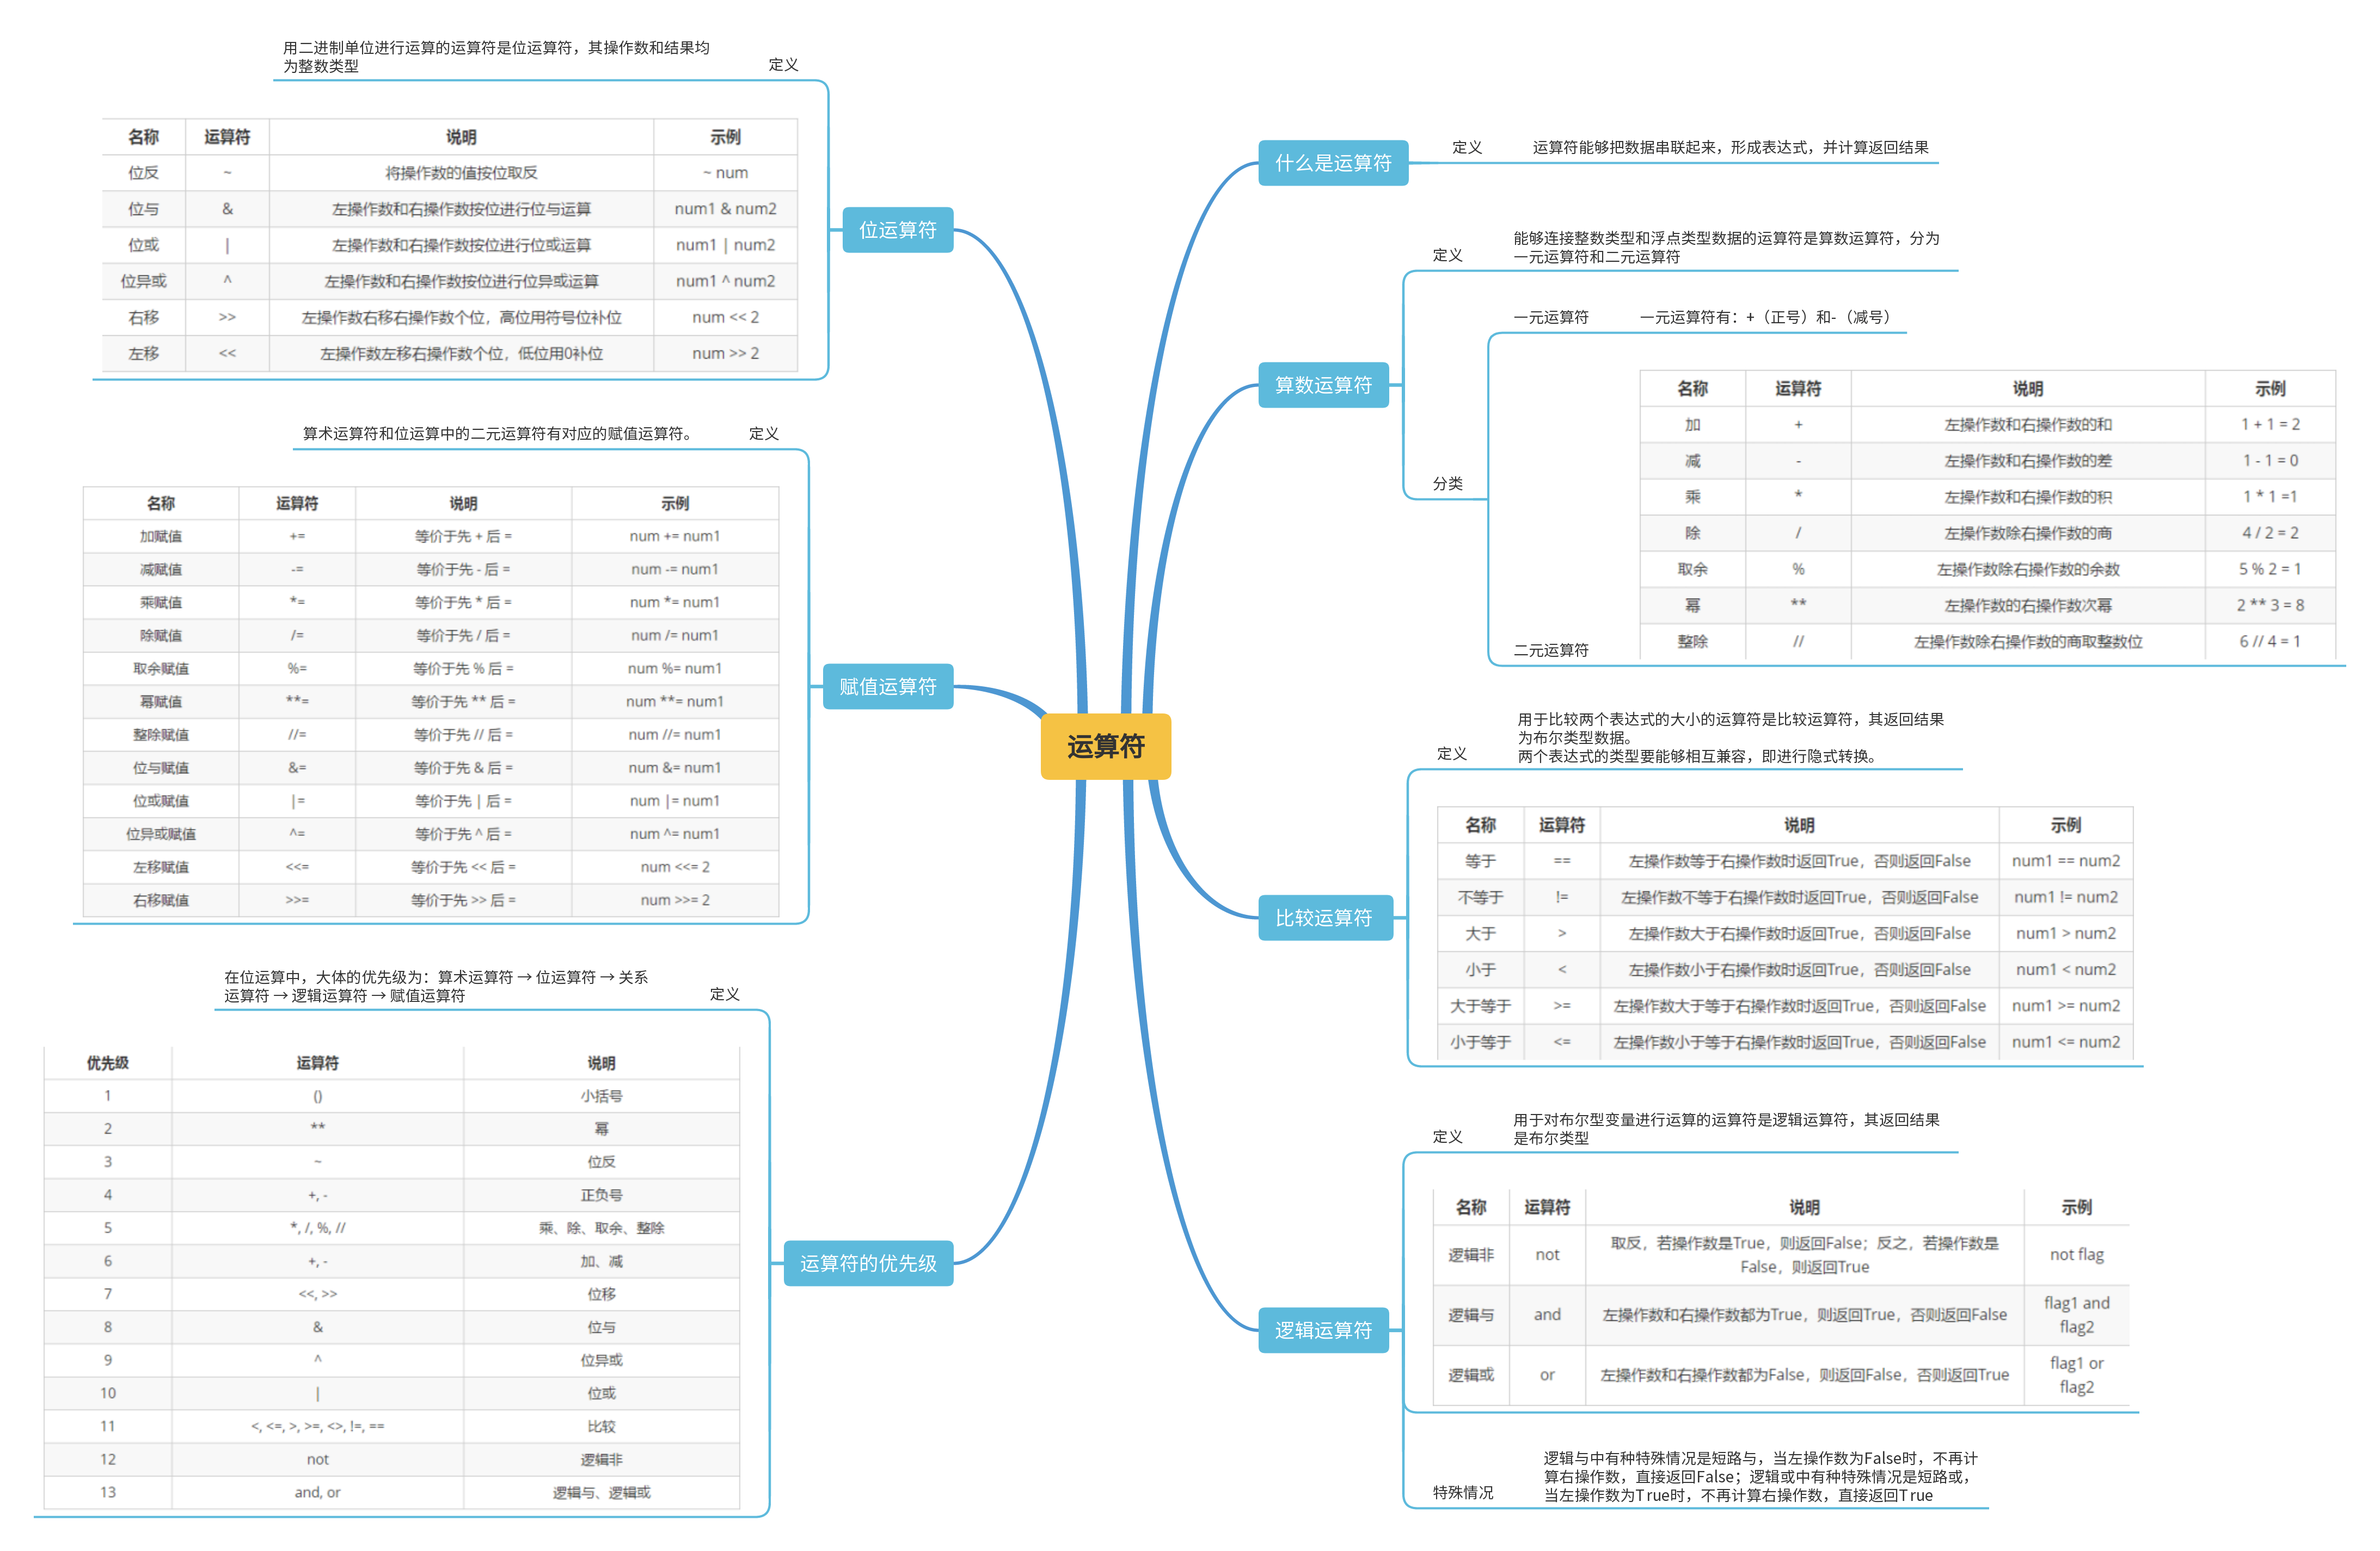 运算符
什么是运算符
定义
运算符能够把数据串联起来，形成表达式，并计算返回结果
算数运算符
定义
能够连接整数类型和浮点类型数据的运算符是算数运算符，分为
一元运算符和二元运算符
分类
一元运算符
一元运算符有：+（正号）和-（减号）
二元运算符
名称 运算符 说明 示例
加 + 左操作数和右操作数的和 1 + 1 = 2
减 - 左操作数和右操作数的差 1 - 1 = 0
乘 * 左操作数和右操作数的积 1 * 1 =1
除 / 左操作数除右操作数的商 4 / 2 = 2
取余 % 左操作数除右操作数的余数 5 % 2 = 1
幂 ** 左操作数的右操作数次幂 2 ** 3 = 8
整除 // 左操作数除右操作数的商取整数位 6 // 4 = 1
比较运算符
定义
用于比较两个表达式的大小的运算符是比较运算符，其返回结果
为布尔类型数据。
两个表达式的类型要能够相互兼容，即进行隐式转换。
名称 运算符 说明 示例
等于 == 左操作数等于右操作数时返回True，否则返回False num1 == num2
不等于 != 左操作数不等于右操作数时返回True，否则返回False num1 != num2
大于 > 左操作数大于右操作数时返回True，否则返回False num1 > num2
小于 < 左操作数小于右操作数时返回True，否则返回False num1 < num2
大于等于 >= 左操作数大于等于右操作数时返回True，否则返回False num1 >= num2
小于等于 <= 左操作数小于等于右操作数时返回True，否则返回False num1 <= num2
逻辑运算符
定义
用于对布尔型变量进行运算的运算符是逻辑运算符，其返回结果
是布尔类型
名称 运算符 说明 示例
逻辑非 not 取反，若操作数是True，则返回False；反之，若操作数是
False，则返回True not flag
逻辑与 and 左操作数和右操作数都为True，则返回True，否则返回False flag1 and
flag2
逻辑或 or 左操作数和右操作数都为False，则返回False，否则返回True flag1 or
flag2
特殊情况
逻辑与中有种特殊情况是短路与，当左操作数为False时，不再计
算右操作数，直接返回False；逻辑或中有种特殊情况是短路或，
当左操作数为True时，不再计算右操作数，直接返回True
位运算符
定义
用二进制单位进行运算的运算符是位运算符，其操作数和结果均
为整数类型
名称 运算符 说明 示例
位反 ~ 将操作数的值按位取反 ~ num
位与 & 左操作数和右操作数按位进行位与运算 num1 & num2
位或 | 左操作数和右操作数按位进行位或运算 num1 | num2
位异或 ^ 左操作数和右操作数按位进行位异或运算 num1 ^ num2
右移 >> 左操作数右移右操作数个位，高位用符号位补位 num << 2
左移 << 左操作数左移右操作数个位，低位用0补位 num >> 2
赋值运算符
定义
算术运算符和位运算中的二元运算符有对应的赋值运算符。
名称 运算符 说明 示例
加赋值 += 等价于先 + 后 = num += num1
减赋值 -= 等价于先 - 后 = num -= num1
乘赋值 *= 等价于先 * 后 = num *= num1
除赋值 /= 等价于先 / 后 = num /= num1
取余赋值 %= 等价于先 % 后 = num %= num1
幂赋值 **= 等价于先 ** 后 = num **= num1
整除赋值 //= 等价于先 // 后 = num //= num1
位与赋值 &= 等价于先 & 后 = num &= num1
位或赋值 |= 等价于先 | 后 = num |= num1
位异或赋值 ^= 等价于先 ^ 后 = num ^= num1
左移赋值 <<= 等价于先 << 后 = num <<= 2
右移赋值 >>= 等价于先 >> 后 = num >>= 2
运算符的优先级
定义
在位运算中，大体的优先级为：算术运算符 → 位运算符 → 关系
运算符 → 逻辑运算符 → 赋值运算符
优先级 运算符 说明
1 () 小括号
2 ** 幂
3 ~ 位反
4 +, - 正负号
5 *, /, %, // 乘、除、取余、整除
6 +, - 加、减
7 <<, >> 位移
8 & 位与
9 ^ 位异或
10 | 位或
11 <, <=, >, >=, <>, !=, == 比较
12 not 逻辑非
13 and, or 逻辑与、逻辑或